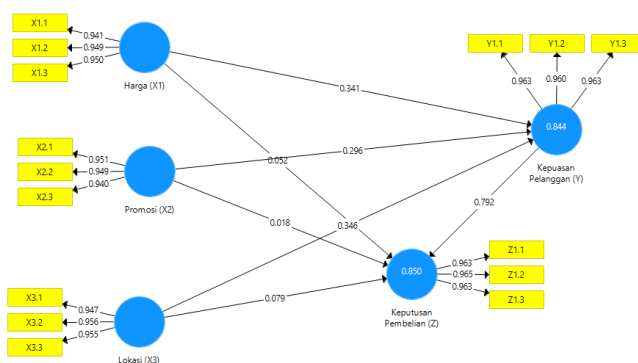 X1.1
X1.2
X1.3
0.941
0.949
0.950
Harga (X1)
X2.1
X2.2
X2.3
0.951
0.949
0.940
Promosi (X2)
X3.1
X3.2
X3.3
0.947
0.956
0.955
Lokasi (X3)
0.341
0.052
0.296
0.018
0.346
0.079
0.792
Y1.1
Y1.2
Y1.3
0.963
0.960
0.963
0.844
Kepuasan
Pelanggan (Y)
0.850
Keputusan
Pembelian (Z)
0.963
0.965
0.963
Z1.1
Z1.2
Z1.3